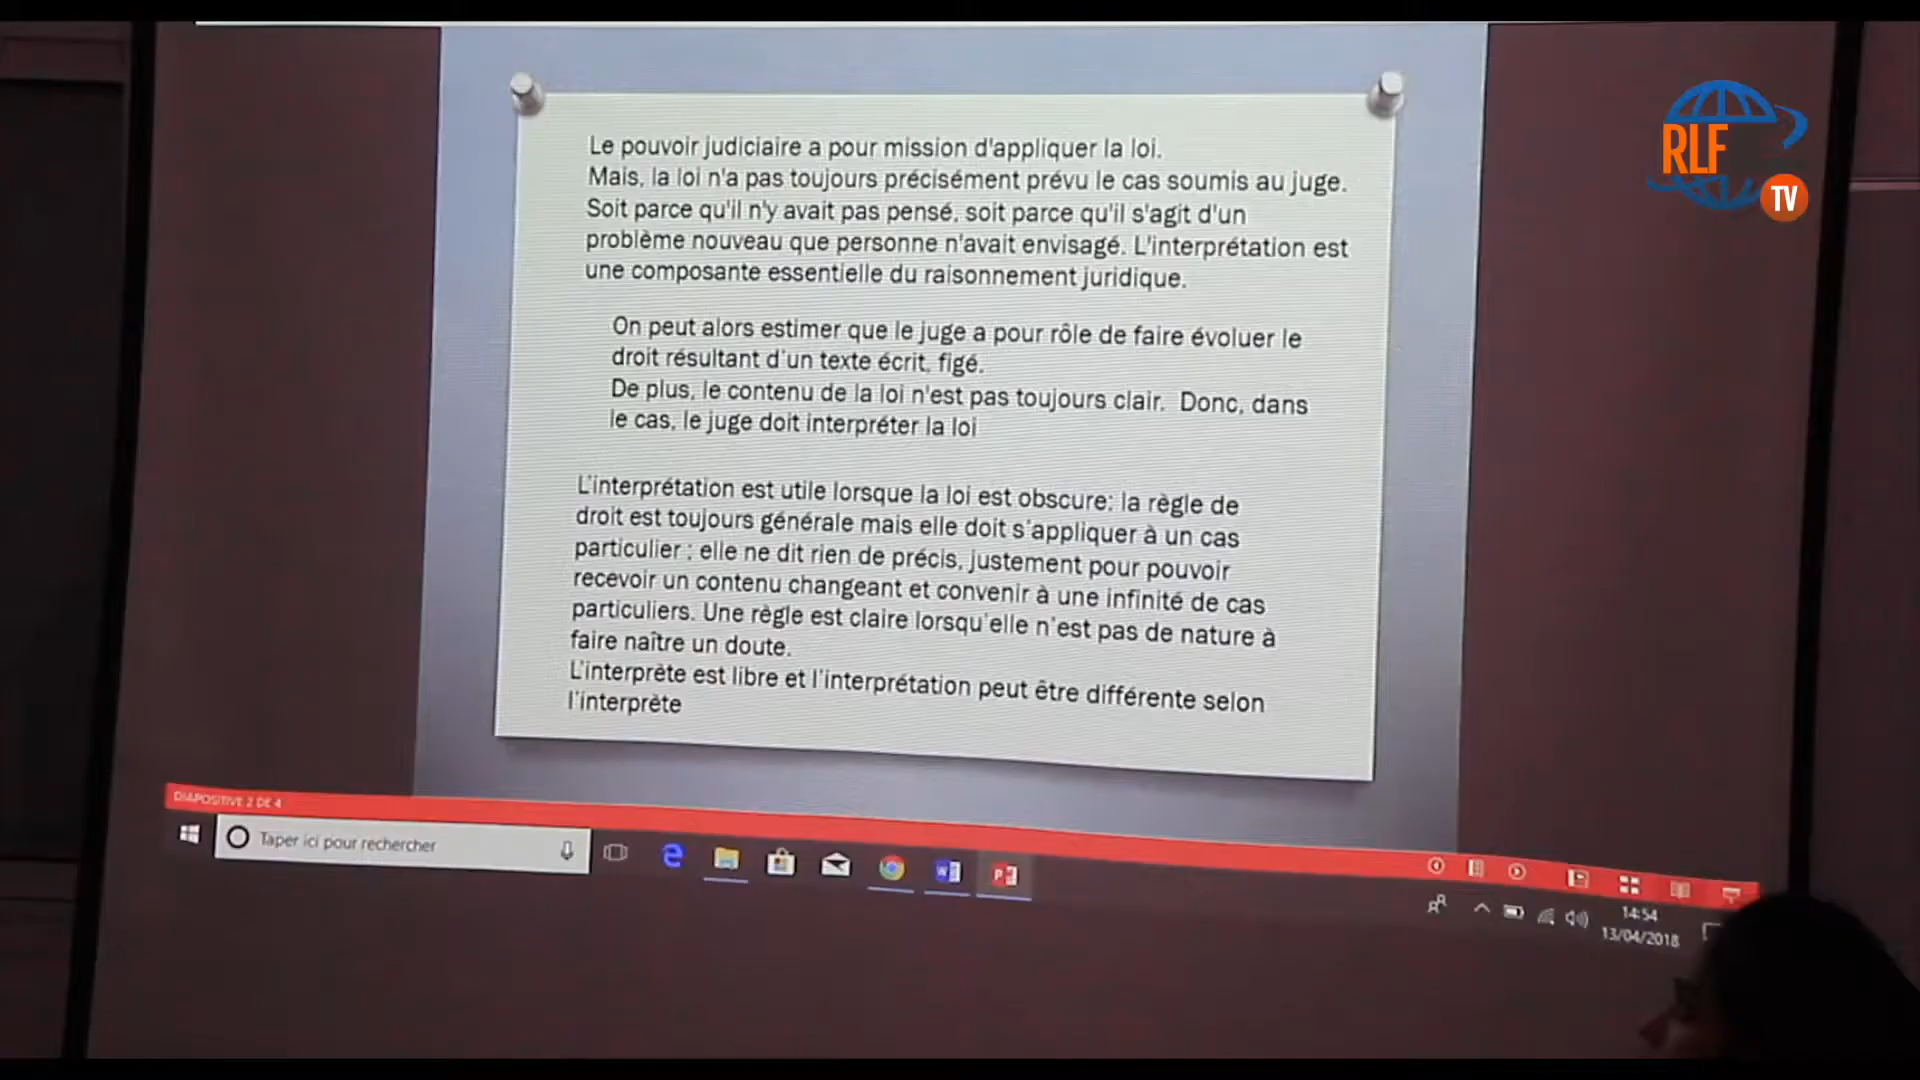 Le pouvoir judiciaire a pour mission d'appliquer la loi.
Mais, la loi n'a pas toujours précisément prévu le cas soumis au juge.
Soit parce qu'il n'y avait pas pensé, soit parce qu'il s'agit d'un
problème nouveau que personne n'avait envisagé. L'interprétation est
une composante essentielle du raisonnement juridique.
On peut alors estimer que le juge a pour rôle de faire évoluer le
droit résultant d'un texte écrit, figé.
De plus, le contenu de la loi n'est pas toujours clair. Donc, dans
le cas, le juge doit interpréter la loi
L'interprétation est utile lorsque la loi est obscure: la règle de
droit est toujours générale mais elle doit s'appliquer à un cas
particulier ; elle ne dit rien de précis, justement pour pouvoir
recevoir un contenu changeant et convenir à une infinité de cas
particuliers. Une règle est claire lorsqu'elle n'est pas de nature à
faire naître un doute.
L'interprète est libre et l'interprétation peut être différente selon
l'interprète
RLF
TV
DIAPOSITIVE 2 DE 4
Taper ici pour rechercher
14:54
13/04/2018